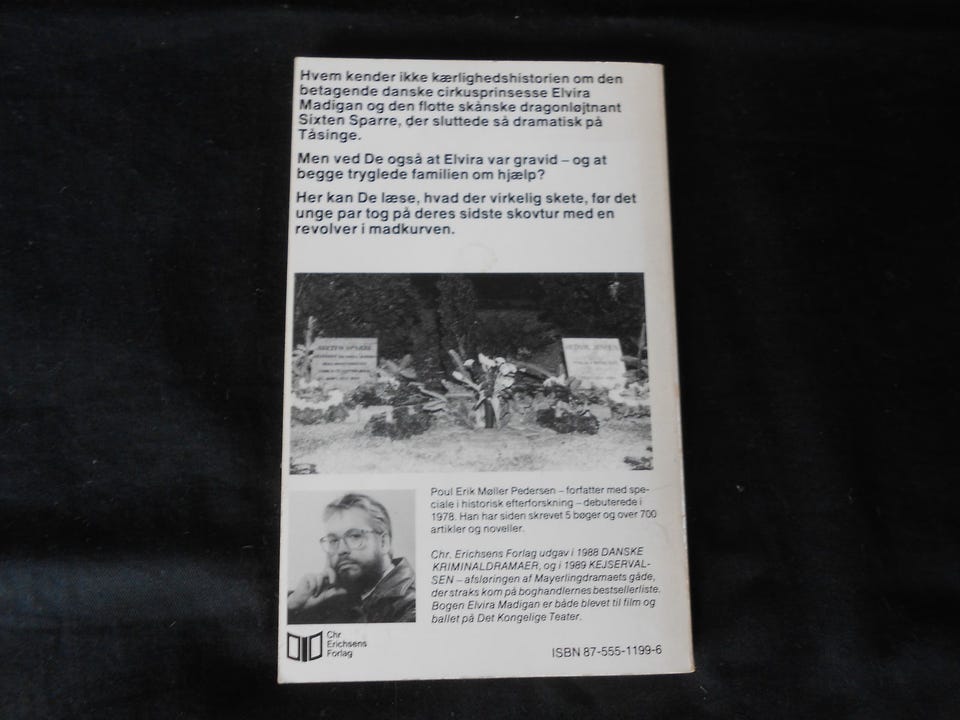 Hvem kender ikke kærlighedshistorien om den
betagende danske cirkusprinsesse Elvira
Madigan og den flotte skånske dragonløjtnant
Sixten Sparre, der sluttede så dramatisk på
Tåsinge.
Men ved De også at Elvira var gravid – og at
begge tryglede familien om hjælp?
Her kan De læse, hvad der virkelig skete, før det
unge par tog på deres sidste skovtur med en
revolver i madkurven.
SIXTEN SPARRE
Poul Erik Møller Pedersen – forfatter med spe-
ciale i historisk efterforskning – debuterede i
1978. Han har siden skrevet 5 bøger og over 700
artikler og noveller.
Chr. Erichsens Forlag udgav i 1988 DANSKE
KRIMINALDRAMAER, og i 1989 KEJSERVAL-
SEN – afsløringen af Mayerlingdramaets gåde,
der straks kom på boghandlernes bestsellerliste.
Bogen Elvira Madigan er både blevet til film og
ballet på Det Kongelige Teater.
Chr
Erichsens
Forlag
ISBN 87-555-1199-6